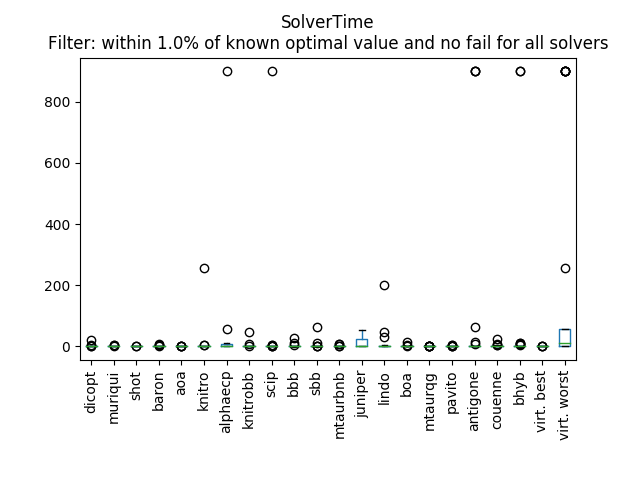 SolverTime
Filter: within 1.0% of known optimal value and no fail for all solvers
800
600
400
200
0
dicopt
muriqui
shot
baron
aoa
knitro
alphaecp
knitrobb
scip
bbb
sbb
mtaurbnb
juniper
lindo
boa
mtaurqg
pavito
antigone
couenne
bhyb
virt. best
virt. worst